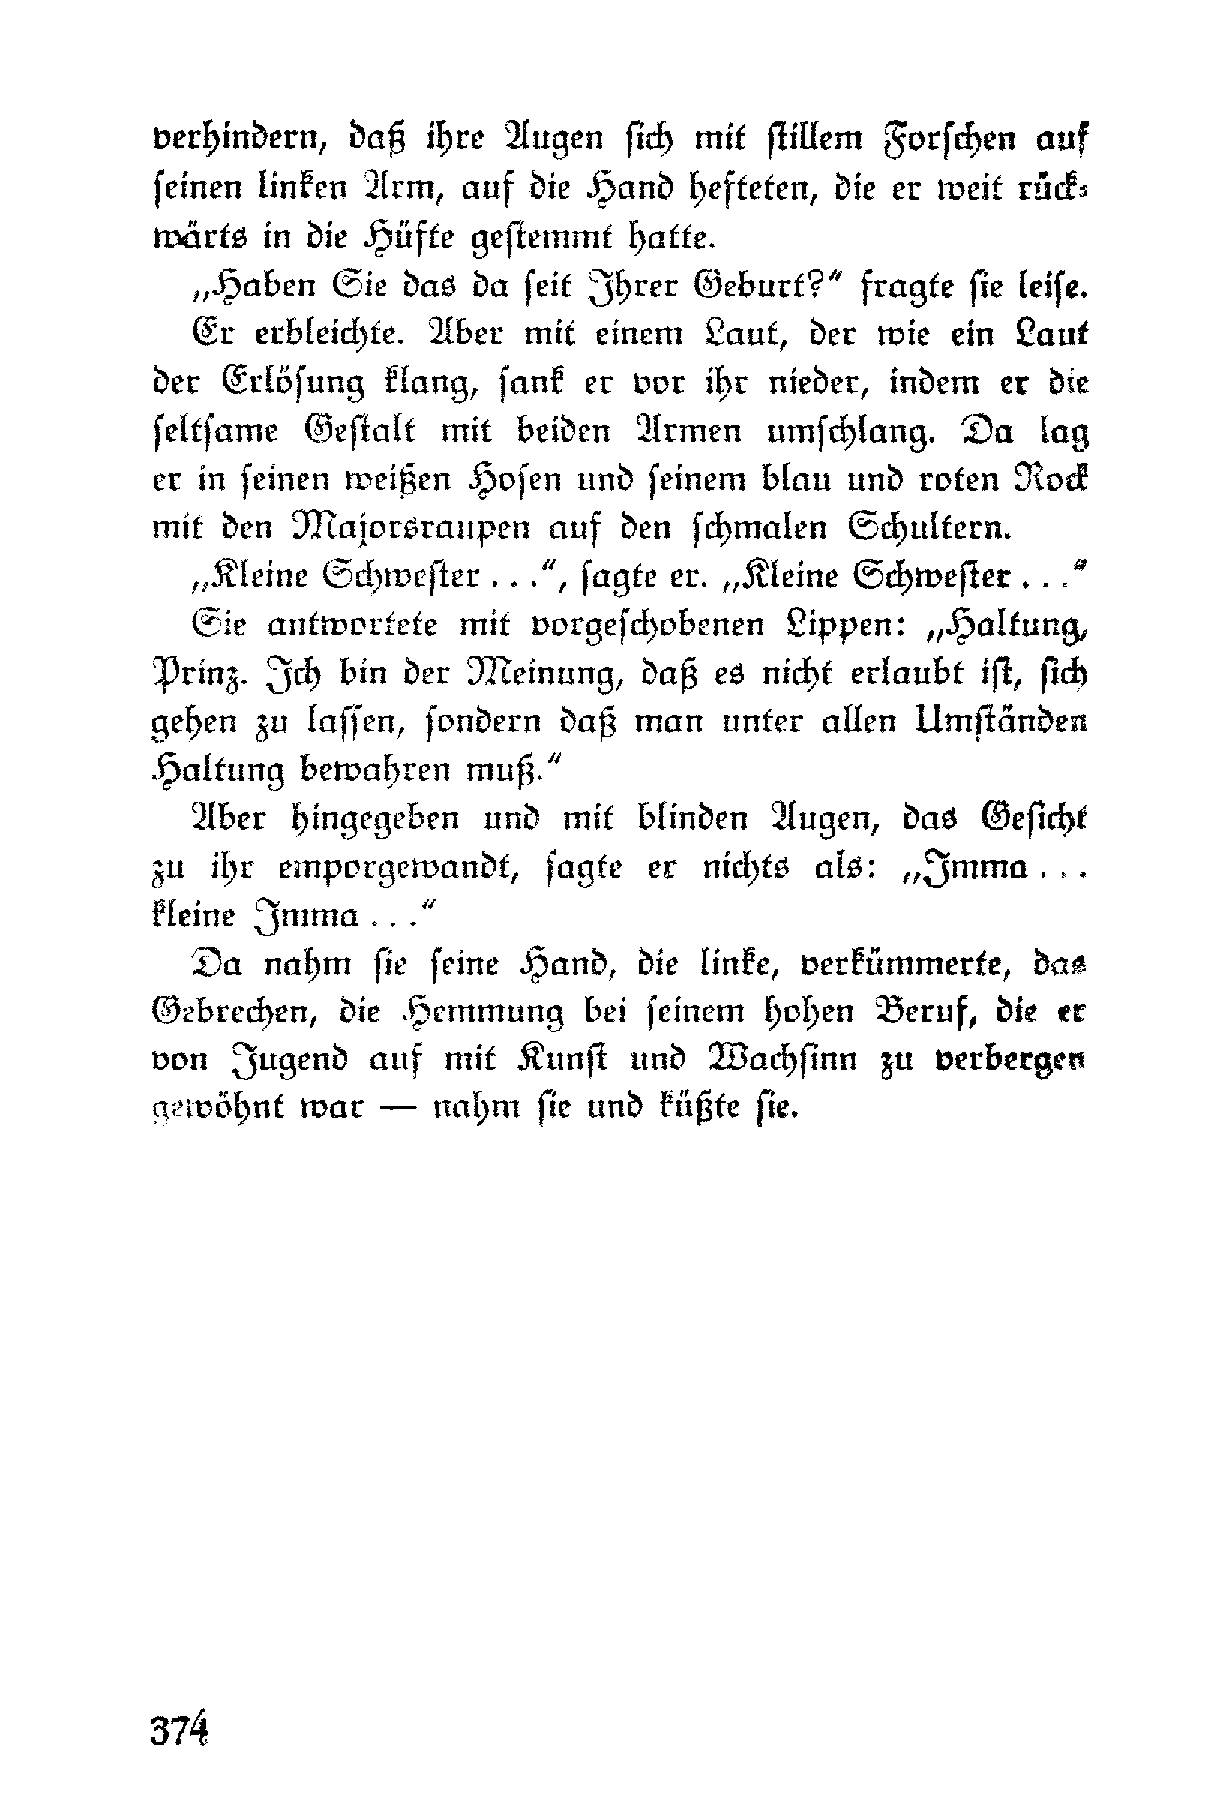 verhindern, daß ihre Augen sich mit stillem Forschen auf
seinen linken Arm, auf die Hand hefteten, die er weit rück-
wärts in die Hüfte gestemmt hatte.
„Haben Sie das da seit Ihrer Geburt?“ fragte sie leise.
Er erbleichte. Aber mit einem Laut, der wie ein Laut
der Erlösung klang, sank er vor ihr nieder, indem er die
seltsame Gestalt mit beiden Armen umschlang. Da lag
er in seinen weißen Hosen und seinem blau und roten Rock
mit den Majorsraupen auf den schmalen Schultern.
„Kleine Schwester . . .“, sagte er. „Kleine Schwester . . .“
Sie antwortete mit vorgeschobenen Lippen: „Haltung,
Prinz. Ich bin der Meinung, daß es nicht erlaubt ist, sich
gehen zu lassen, sondern daß man unter allen Umständen
Haltung bewahren muß.“
Aber hingegeben und mit blinden Augen, das Gesicht
zu ihr emporgewandt, sagte er nichts als: „Imma . . .
kleine Imma . . .“
Da nahm sie seine Hand, die linke, verkümmerte, das
Gebrechen, die Hemmung bei seinem hohen Beruf, die er
von Jugend auf mit Kunst und Wachsinn zu verbergen
gewöhnt war — nahm sie und küßte sie.
374